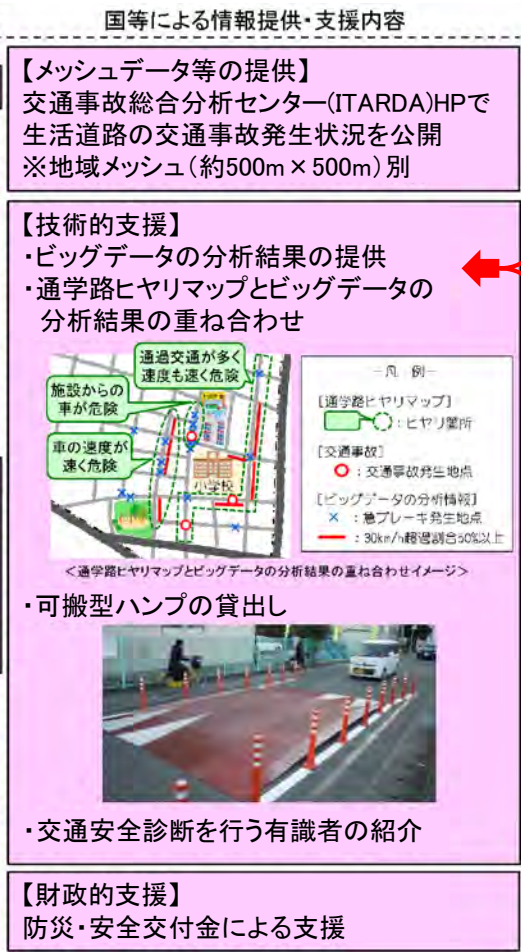 国等による情報提供・支援内容
【メッシュデータ等の提供】
交通事故総合分析センター(ITARDA)HPで
生活道路の交通事故発生状況を公開
※地域メッシュ（約500m×500m）別
【技術的支援】
・ビッグデータの分析結果の提供
・通学路ヒヤリマップとビッグデータの
分析結果の重ね合わせ
通過交通が多く
速度も速く危険
施設からの
車が危険
車の速度が
速く危険
小学校
－凡 例－
［通学路ヒヤリマップ］
：ヒヤリ箇所
［交通事故］
：交通事故発生地点
［ビッグデータの分析情報］
×：急ブレーキ発生地点
：30km/h超過割合50%以上
＜通学路ヒヤリマップとビッグデータの分析結果の重ね合わせイメージ＞
・可搬型ハンプの貸出し
・交通安全診断を行う有識者の紹介
【財政的支援】
防災・安全交付金による支援